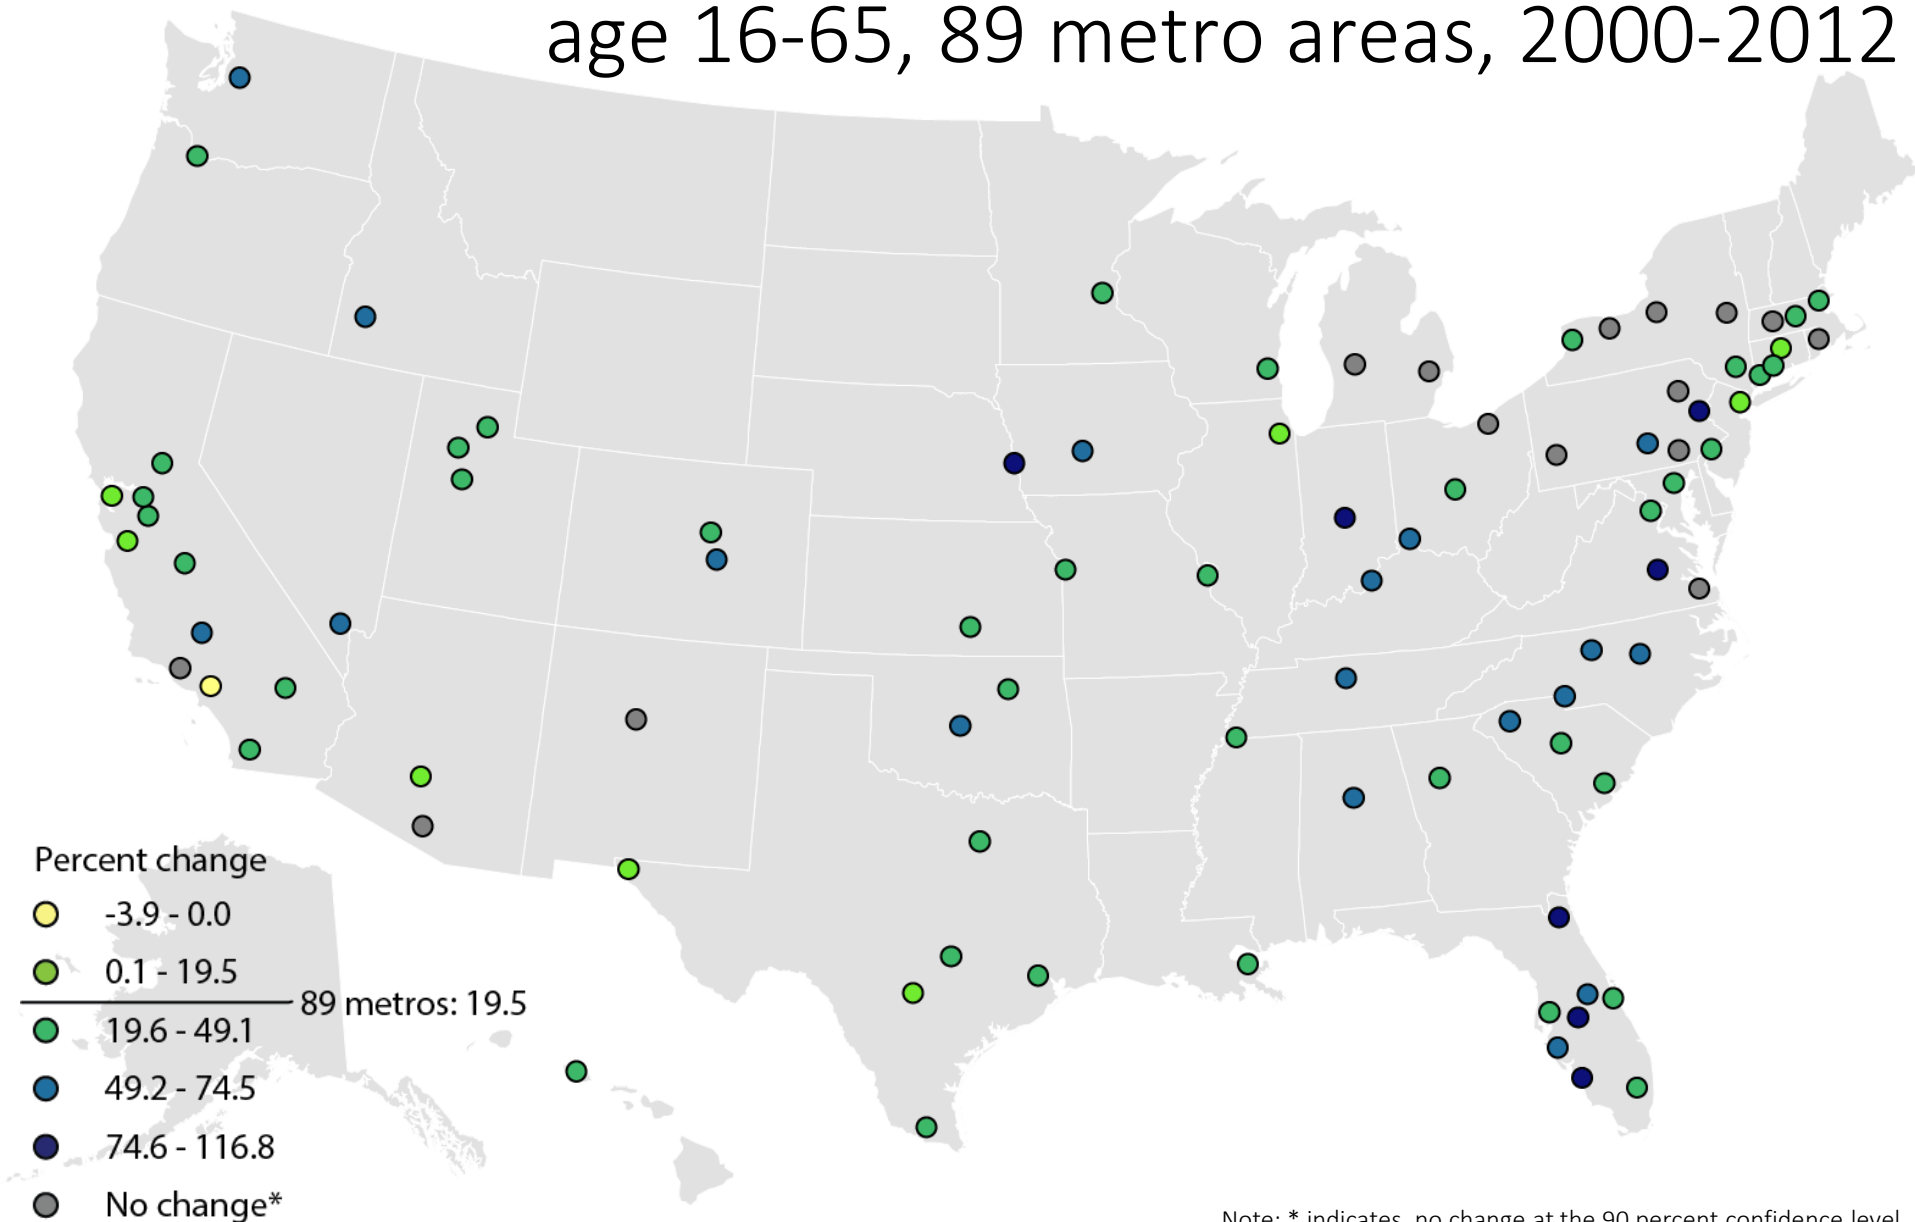 age 16-65, 89 metro areas, 2000-2012
Percent change
-3.9 - 0.0
0.1 - 19.5
89 metros: 19.5
19.6 - 49.1
49.2 - 74.5
74.6 - 116.8
No change*
Note: * indicates no change at the 90 percent confidence level